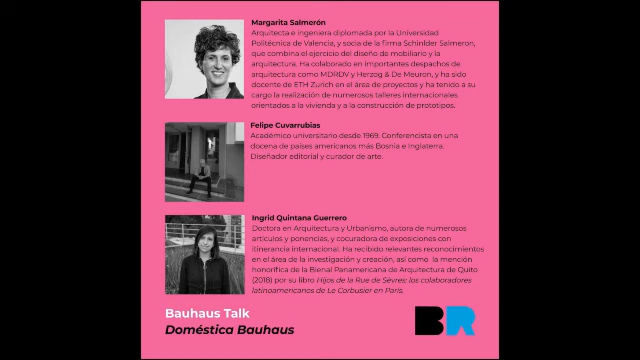 Margarita Salmerón
Arquitecta e ingeniera diplomada por la Universidad
Politécnica de Valencia, y socia de la firma Schinlder Salmeron,
que combina el ejercicio del diseño de mobiliario y la
arquitectura. Ha colaborado en importantes despachos de
arquitectura como MDRDV y Herzog & De Meuron, y ha sido
docente de ETH Zurich en el área de proyectos y ha tenido a su
cargo la realización de numerosos talleres internacionales
orientados a la vivienda y a la construcción de prototipos.
Felipe Cuvarrubias
Académico universitario desde 1969. Conferencista en una
docena de países americanos más Bosnia e Inglaterra.
Diseñador editorial y curador de arte.
Ingrid Quintana Guerrero
Doctora en Arquitectura y Urbanismo, autora de numerosos
artículos y ponencias, y cocuradora de exposiciones con
itinerancia internacional. Ha recibido relevantes reconocimientos
en el área de la investigación y creación, así como la mención
honorífica de la Bienal Panamericana de Arquitectura de Quito
(2018) por su libro Hijos de la Rue de Sèvres: los colaboradores
latinoamericanos de Le Corbusier en París.
Bauhaus Talk
Doméstica Bauhaus
BR